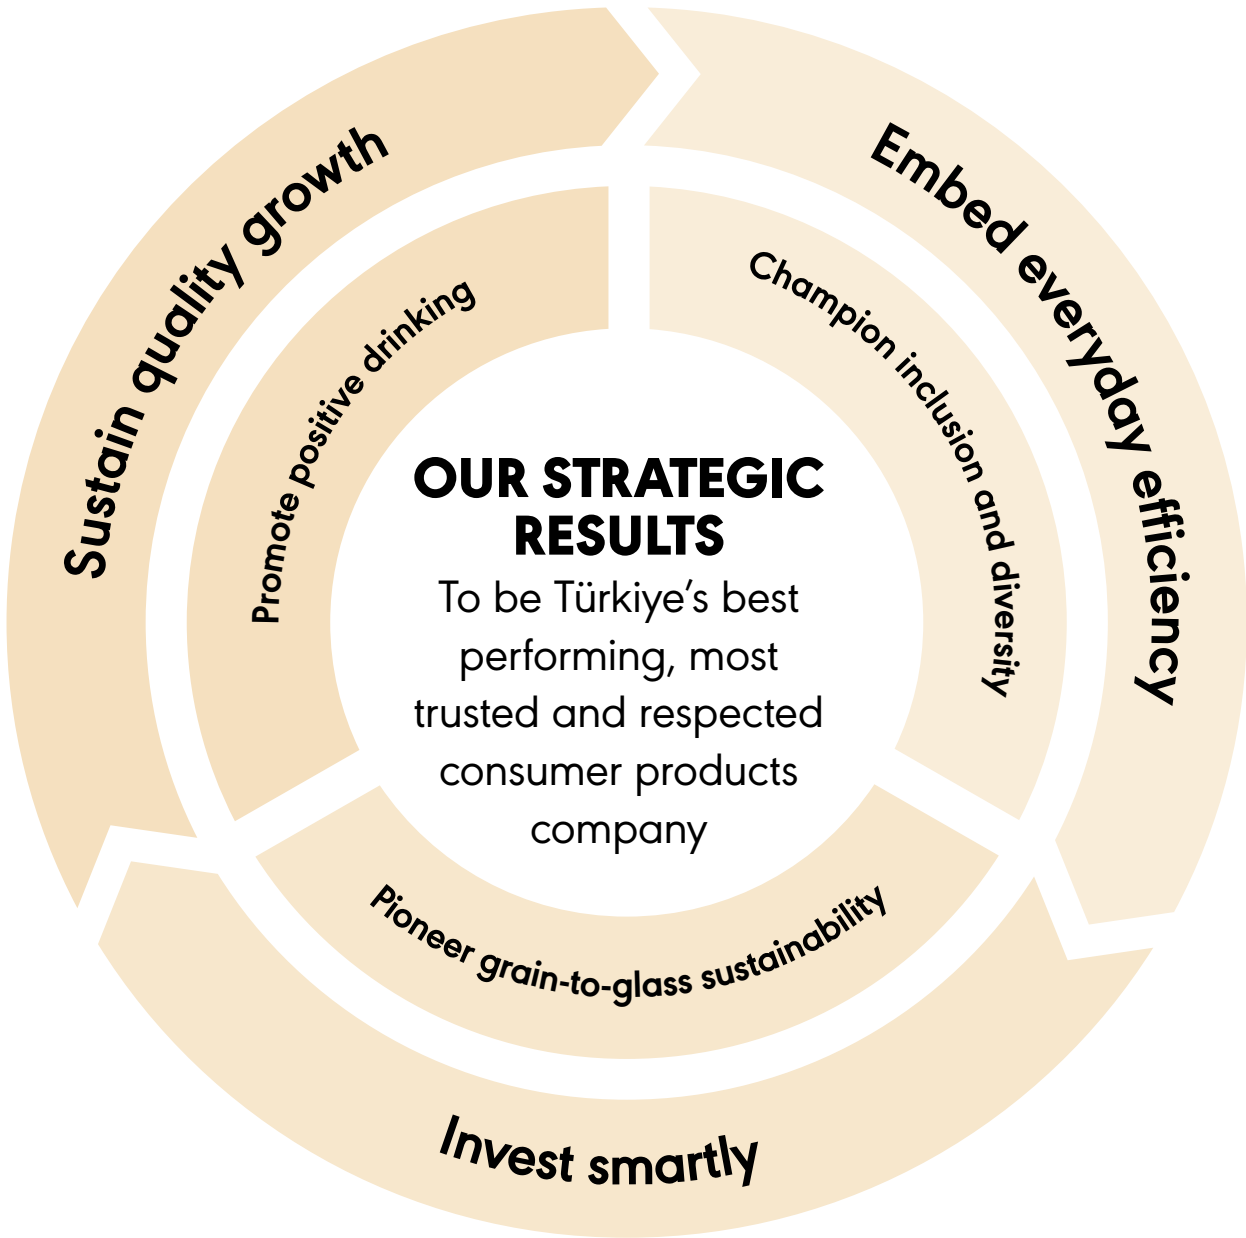 Sustain quality growth
Embed everyday efficiency
Invest smartly
Promote positive drinking
Champion inclusion and diversity
Pioneer grain-to-glass sustainability
OUR STRATEGIC
RESULTS
To be Türkiye’s best
performing, most
trusted and respected
consumer products
company